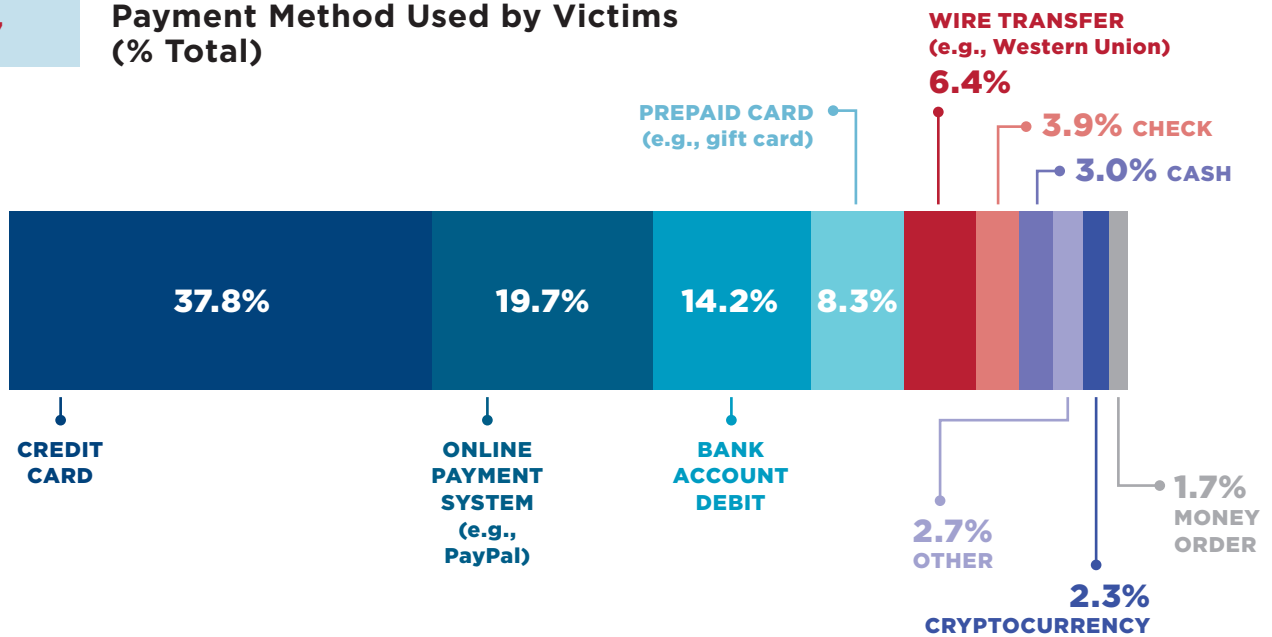 Payment Method Used by Victims
(% Total)
WIRE TRANSFER
(e.g., Western Union)
6.4%
PREPAID CARD
(e.g., gift card)
3.9% CHECK
3.0% CASH
37.8%
19.7%
14.2%
8.3%
CREDIT
CARD
ONLINE
PAYMENT
SYSTEM
(e.g.,
PayPal)
BANK
ACCOUNT
DEBIT
2.7%
OTHER
2.3%
CRYPTOCURRENCY
1.7%
MONEY
ORDER